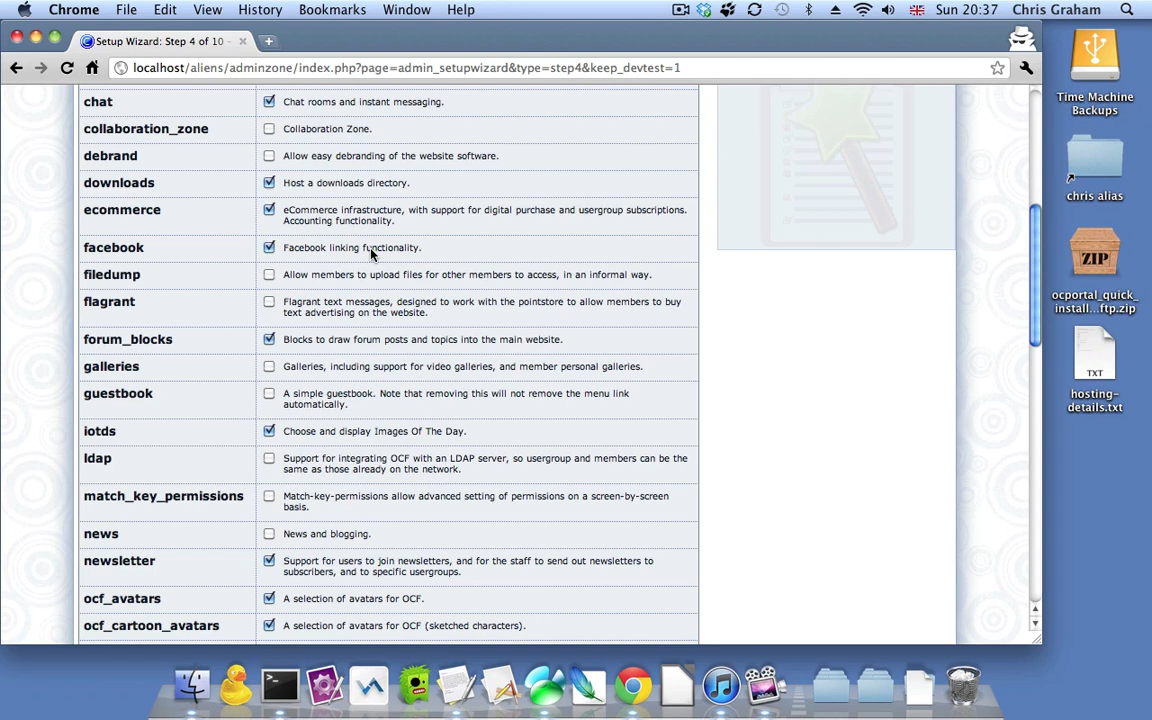 Chrome File Edit View History Bookmarks Window Help Sun 20:37 Chris Graham
Setup Wizard: Step 4 of 10 -
localhost/aliens/adminzone/index.php?page=admin_setupwizard&type=step4&keep_devtest=1
chat Chat rooms and instant messaging.
collaboration_zone Collaboration Zone.
debrand Allow easy debranding of the website software.
downloads Host a downloads directory.
ecommerce eCommerce infrastructure, with support for digital purchase and usergroup subscriptions.
Accounting functionality.
facebook Facebook linking functionality.
filedump Allow members to upload files for other members to access, in an informal way.
flagrant Flagrant text messages, designed to work with the pointstore to allow members to buy
text advertising on the website.
forum_blocks Blocks to draw forum posts and topics into the main website.
galleries Galleries, including support for video galleries, and member personal galleries.
guestbook A simple guestbook. Note that removing this will not remove the menu link
automatically.
iotds Choose and display Images Of The Day.
ldap Support for integrating OCF with an LDAP server, so usergroup and members can be the
same as those already on the network.
match_key_permissions Match-key-permissions allow advanced setting of permissions on a screen-by-screen
basis.
news News and blogging.
newsletter Support for users to join newsletters, and for the staff to send out newsletters to
subscribers, and to specific usergroups.
ocf_avatars A selection of avatars for OCF.
ocf_cartoon_avatars A selection of avatars for OCF (sketched characters).
Time Machine
Backups
chris alias
ZIP
ocportal_quick_
install...ftp.zip
TXT
hosting-
details.txt